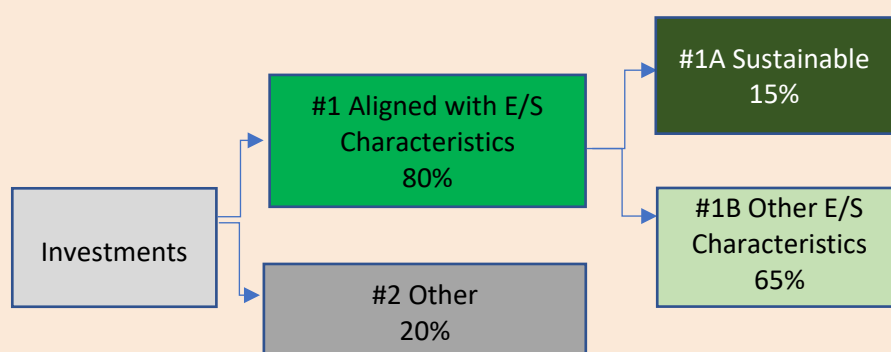 #1A Sustainable
15%
#1 Aligned with E/S
Characteristics
80%
#1B Other E/S
Characteristics
65%
Investments
#2 Other
20%